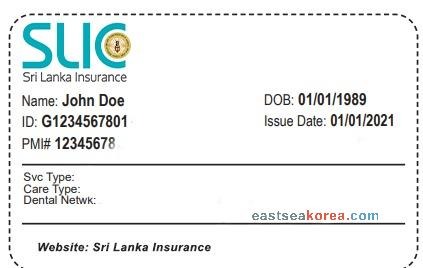 SLIC
Sri Lanka Insurance
Name: John Doe DOB: 01/01/1989
ID: G1234567801 Issue Date: 01/01/2021
PMI# 12345678
Svc Type:
Care Type:
Dental Netwk:
eastseakorea.com
Website: Sri Lanka Insurance